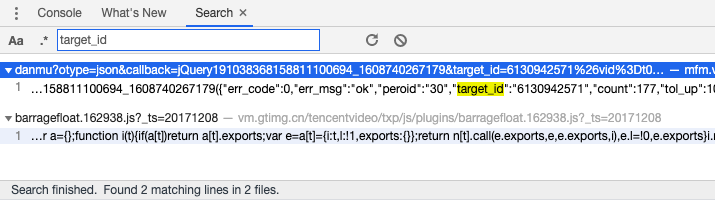 Console What's New Search ×
Aa .* target_id
danmu?otype=json&callback=jQuery191038368158811100694_1608740267179&target_id=6130942571%26vid%3Dt0… — mfm.v
1 …158811100694_1608740267179({"err_code":0,"err_msg":"ok","peroid":"30","target_id":"6130942571","count":177,"tol_up":10
barragefloat.162938.js?_ts=20171208 — vm.gtimg.cn/tencentvideo/txp/js/plugins/barragefloat.162938.js?_ts=20171208
1 …r a={};function i(t){if(a[t])return a[t].exports;var e=a[t]={i:t,l:!1,exports:{}};return n[t].call(e.exports,e,e.exports,i),e.l=!0,e.exports}i.
Search finished. Found 2 matching lines in 2 files.